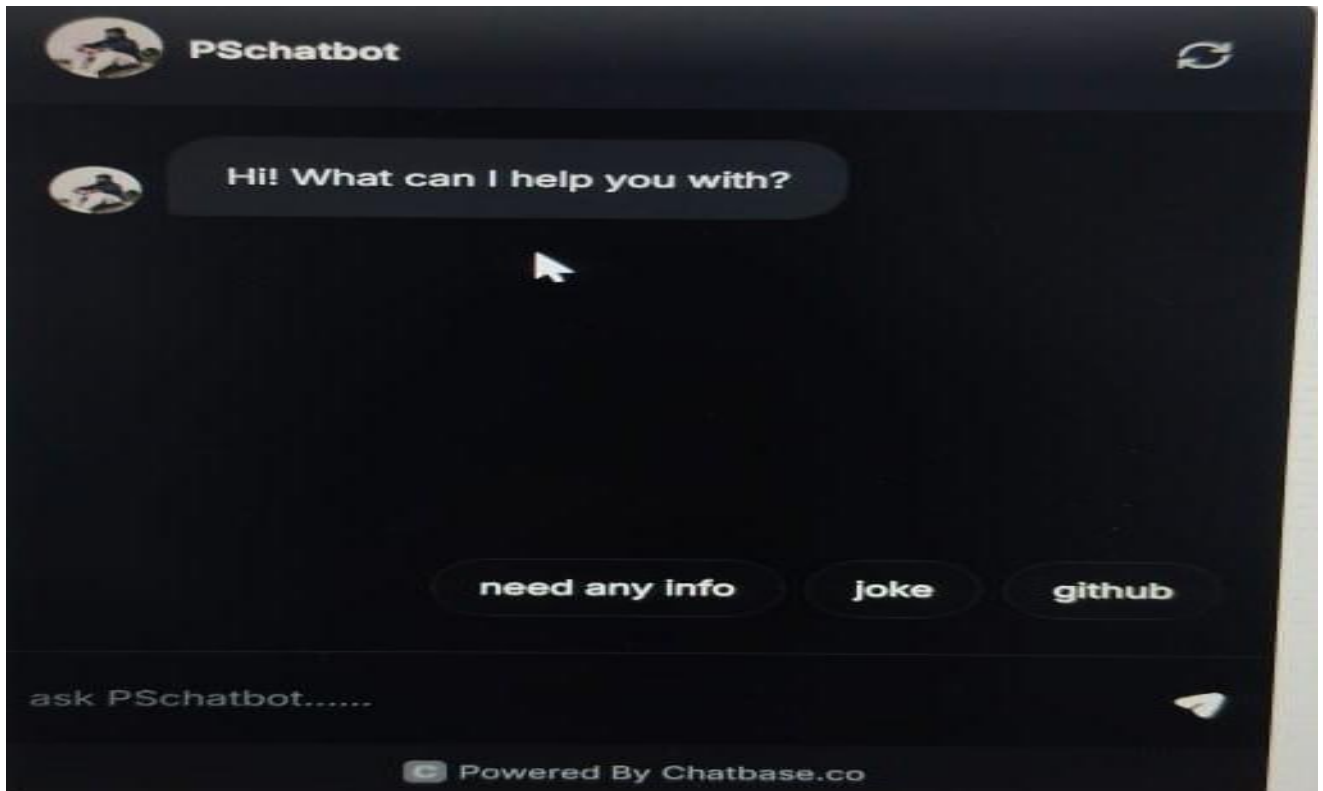 PSchatbot
Hi! What can I help you with?
need any info
joke
github
ask PSchatbot......
C Powered By Chatbase.co